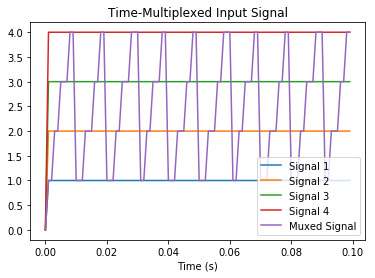 Time-Multiplexed Input Signal
4.0
3.5
3.0
2.5
2.0
1.5
1.0
0.5
0.0
Signal 1
Signal 2
Signal 3
Signal 4
Muxed Signal
0.00 0.02 0.04 0.06 0.08 0.10
Time (s)